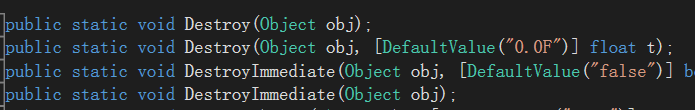 public static void Destroy(Object obj);
public static void Destroy(Object obj, [DefaultValue("0.0F")] float t);
public static void DestroyImmediate(Object obj, [DefaultValue("false")] b
public static void DestroyImmediate(Object obj);